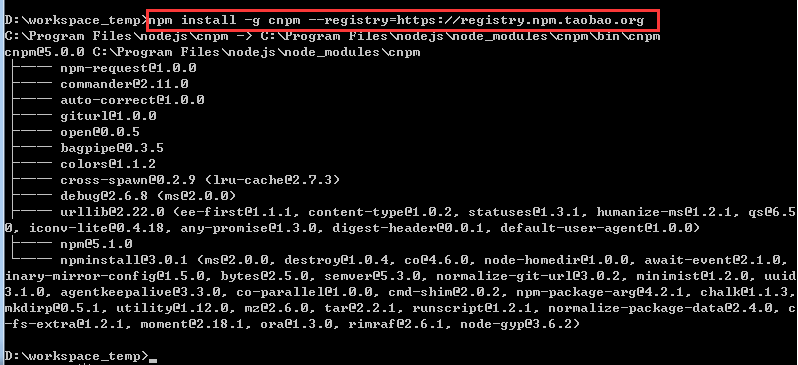 D:\workspace_temp>npm install -g cnpm --registry=https://registry.npm.taobao.org
C:\Program Files\nodejs\cnpm -> C:\Program Files\nodejs\node_modules\cnpm\bin\cnpm
cnpm@5.0.0 C:\Program Files\nodejs\node_modules\cnpm
├── npm-request@1.0.0
├── commander@2.11.0
├── auto-correct@1.0.0
├── giturl@1.0.0
├── open@0.0.5
├── bagpipe@0.3.5
├── colors@1.1.2
├── cross-spawn@0.2.9 (lru-cache@2.7.3)
├── debug@2.6.8 (ms@2.0.0)
├── urllib@2.22.0 (ee-first@1.1.1, content-type@1.0.2, statuses@1.3.1, humanize-ms@1.2.1, qs@6.5
0, iconv-lite@0.4.18, any-promise@1.3.0, digest-header@0.0.1, default-user-agent@1.0.0)
├── npm@5.1.0
└── npminstall@3.0.1 (ms@2.0.0, destroy@1.0.4, co@4.6.0, node-homedir@1.0.0, await-event@2.1.0,
inary-mirror-config@1.5.0, bytes@2.5.0, semver@5.3.0, normalize-git-url@3.0.2, minimist@1.2.0, uuid
3.1.0, agentkeepalive@3.3.0, co-parallel@1.0.0, cmd-shim@2.0.2, npm-package-arg@4.2.1, chalk@1.1.3,
mkdirp@0.5.1, utility@1.12.0, mz@2.6.0, tar@2.2.1, runscript@1.2.1, normalize-package-data@2.4.0, c
-fs-extra@1.2.1, moment@2.18.1, ora@1.3.0, rimraf@2.6.1, node-gyp@3.6.2)
D:\workspace_temp>_